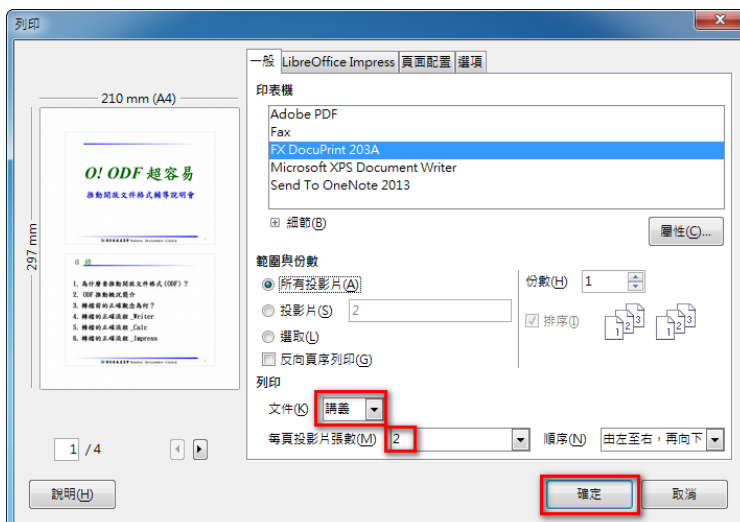 列印
210 mm (A4)
297 mm
O! ODF 超容易
推動開放文件格式輔導說明會
目 錄
1. 為什麼要推動開放文件格式(ODF)？
2. ODF 推動概況簡介
3. 轉檔前的正確觀念為何？
4. 轉檔的正確流程_Writer
5. 轉檔的正確流程_Calc
6. 轉檔的正確流程_Impress
1 / 4
一般 LibreOffice Impress 頁面配置 選項
印表機
Adobe PDF
Fax
FX DocuPrint 203A
Microsoft XPS Document Writer
Send To OneNote 2013
細節(B)
屬性(C)...
範圍與份數
所有投影片(A)
投影片(S) 2
選取(L)
反向頁序列印(G)
份數(H) 1
排序(I)
1 2 3 1 2 3
列印
文件(K) 講義
每頁投影片張數(M) 2
順序(N) 由左至右，再向下
說明(H)
確定
取消